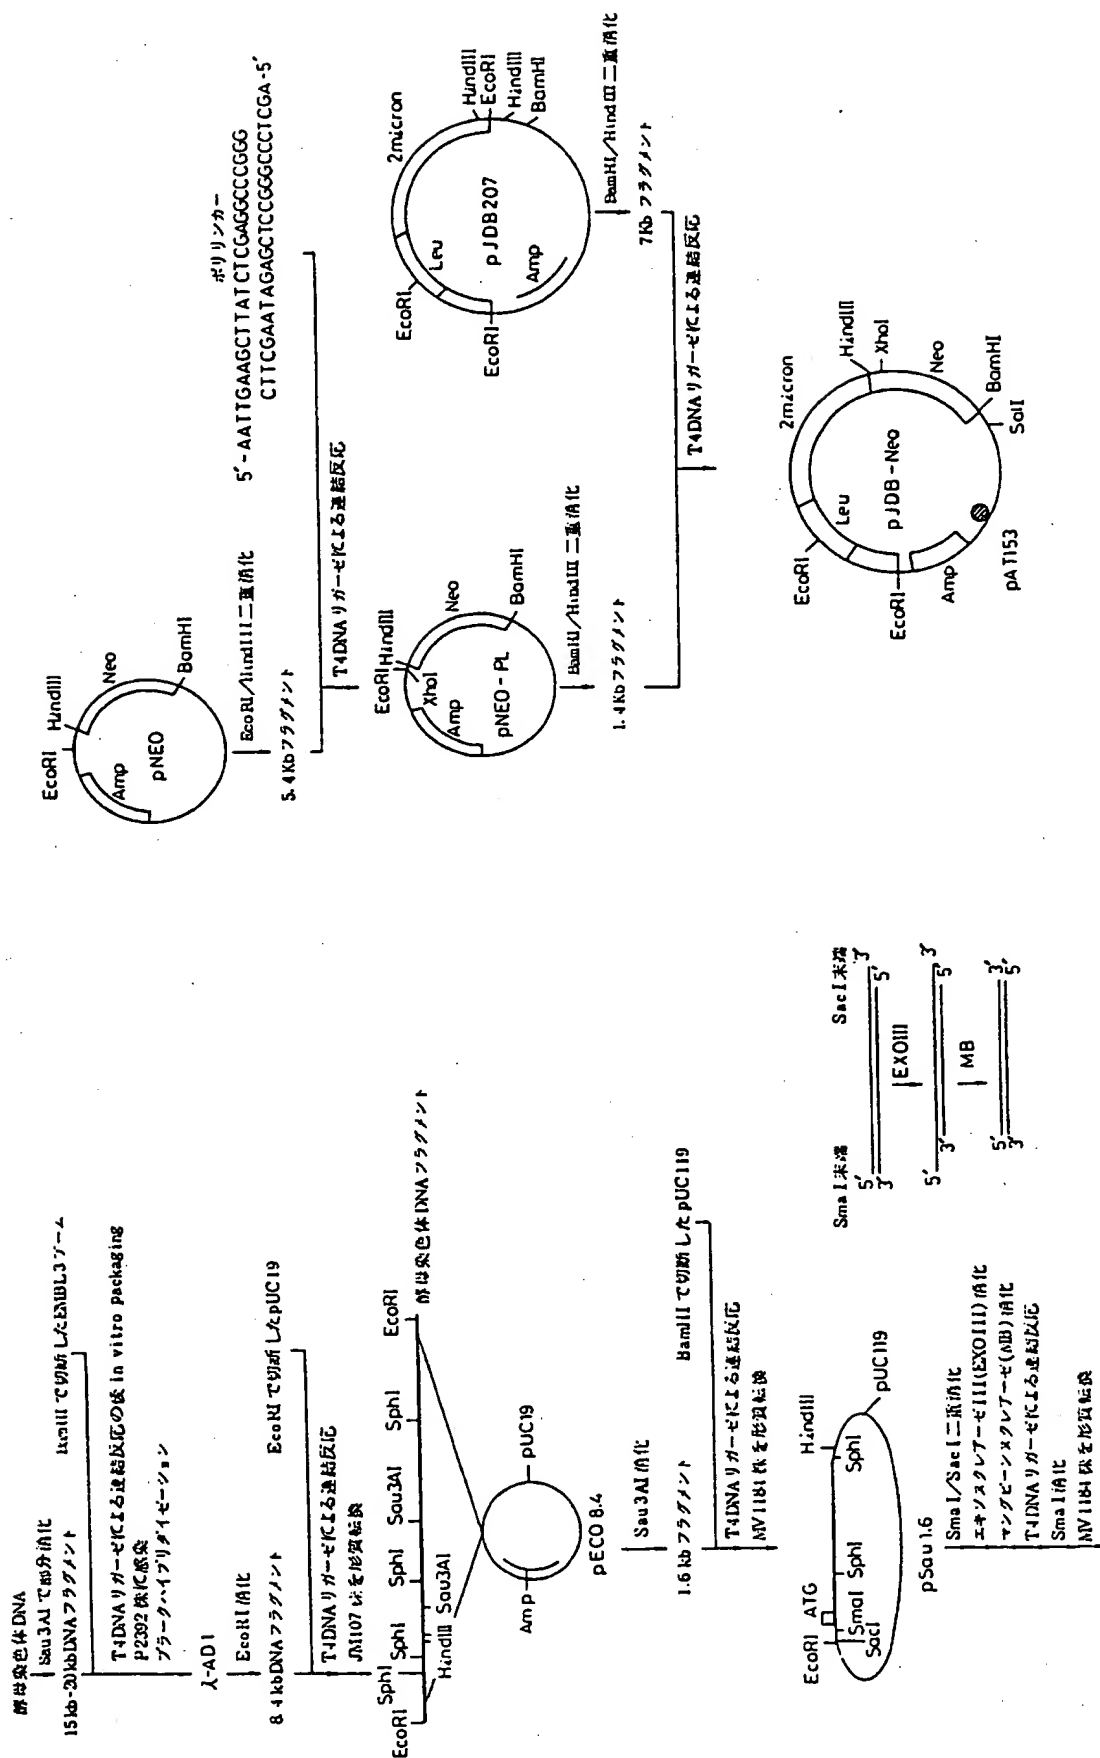 酵母染色体DNA
Sau3AIで部分消化
15kb-20kbDNAフラグメント
BamHIで切断したEMBL3アーム
T4DNAリガーゼによる連結反応の後in vitro packaging
P2392株に感染
プラークハイブリダイゼーション
λ-AD1
EcoRI消化
8.4kbDNAフラグメント
EcoRIで切断したpUC19
T4DNAリガーゼによる連結反応
JM107株を形質転換
EcoRI
SphI
SphI
HindIII
Sau3AI
SphI
Sau3AI
SphI
EcoRI
酵母染色体DNAフラグメント
Amp
pUC19
pECO 8.4
Sau3AI消化
1.6kbフラグメント
BamHIで切断したpUC119
T4DNAリガーゼによる連結反応
MV1184株を形質転換
EcoRI
ATG
SmaI
SacI
SphI
SphI
HindIII
pUC119
pSau1.6
SmaI/SacI二重消化
エキソヌクレアーゼIII(EXOIII)消化
マングビーンヌクレアーゼ(MB)消化
T4DNAリガーゼによる連結反応
SmaI消化
MV1184株を形質転換
SmaI末端
SacI末端
5′
3′
3′
5′
EXOIII
5′
3′
3′
5′
MB
5′
3′
3′
5′
EcoRI
HindIII
Neo
BamHI
Amp
pNEO
EcoRI/HindIII二重消化
5.4Kbフラグメント
ポリリンカー
5′-AATTGAAGCTTATCTCGAGGCCCGGG
CTTCGAATAGAGCTCCGGGCCCTCGA-5′
T4DNAリガーゼによる連結反応
EcoRI
HindIII
XhoI
Neo
BamHI
Amp
pNEO-PL
BamHI/HindIII二重消化
1.4Kbフラグメント
2micron
HindIII
EcoRI
HindIII
BamHI
EcoRI
Leu
pJDB207
Amp
EcoRI
BamHI/HindIII二重消化
7Kbフラグメント
T4DNAリガーゼによる連結反応
2micron
HindIII
XhoI
Neo
BamHI
SalI
EcoRI
Leu
pJDB-Neo
EcoRI
Amp
pAT153